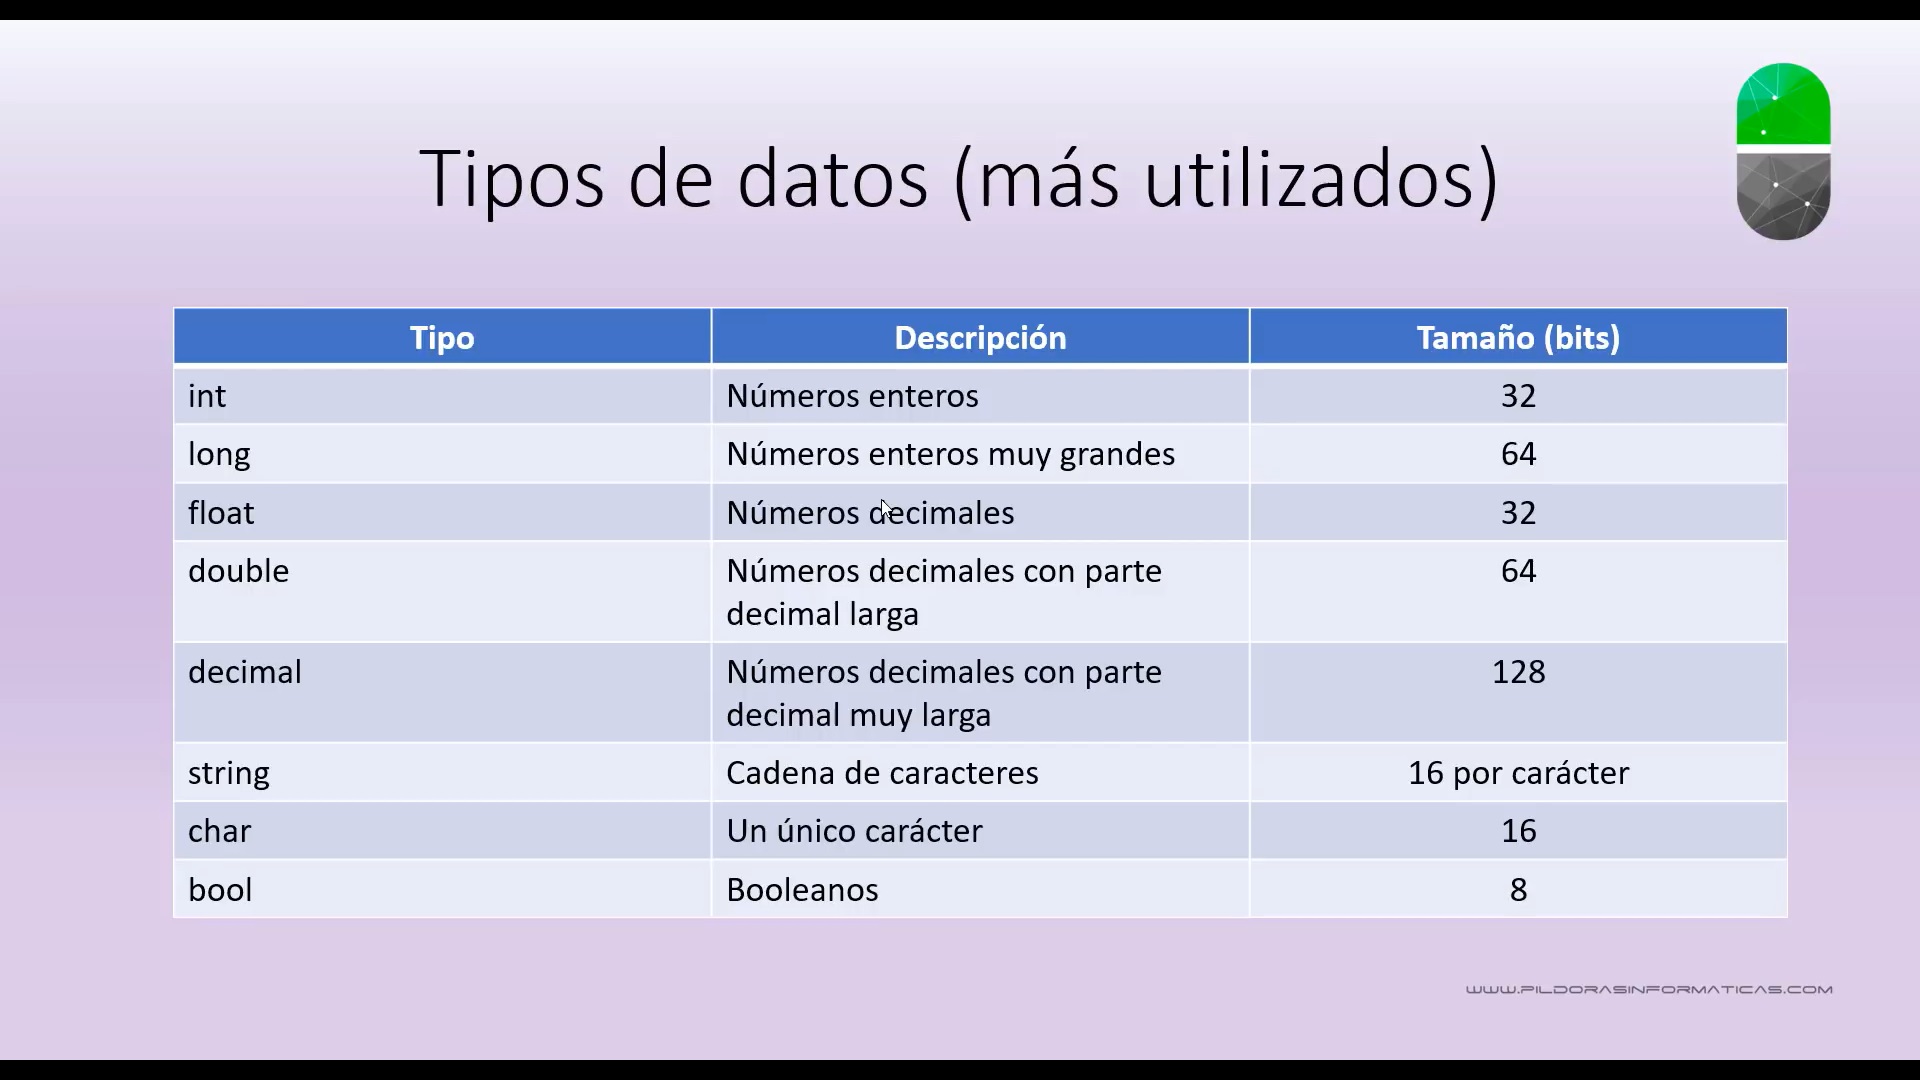 Tipos de datos (más utilizados)
Tipo Descripción Tamaño (bits)
int Números enteros 32
long Números enteros muy grandes 64
float Números decimales 32
double Números decimales con parte 64
decimal larga
decimal Números decimales con parte 128
decimal muy larga
string Cadena de caracteres 16 por carácter
char Un único carácter 16
bool Booleanos 8
WWW.PILDORASINFORMATICAS.COM